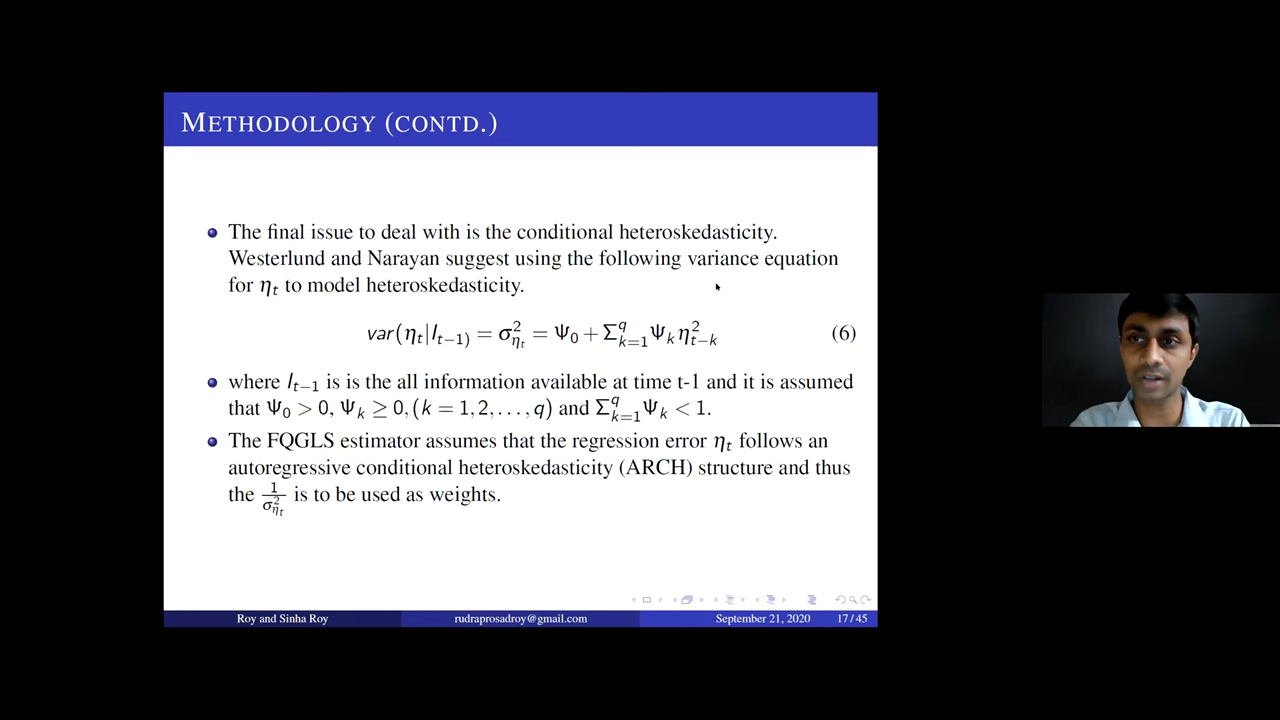 METHODOLOGY (CONTD.)
The final issue to deal with is the conditional heteroskedasticity.
Westerlund and Narayan suggest using the following variance equation
for η_t to model heteroskedasticity.
var(η_t|I_{t−1)} = σ²_{η_t} = Ψ_0 + Σ^q_{k=1} Ψ_k η²_{t−k} (6)
where I_{t−1} is is the all information available at time t-1 and it is assumed
that Ψ_0 > 0, Ψ_k ≥ 0, (k = 1, 2, . . . , q) and Σ^q_{k=1} Ψ_k < 1.
The FQGLS estimator assumes that the regression error η_t follows an
autoregressive conditional heteroskedasticity (ARCH) structure and thus
the 1/σ²_{η_t} is to be used as weights.
Roy and Sinha Roy rudraprosadroy@gmail.com September 21, 2020 17 / 45